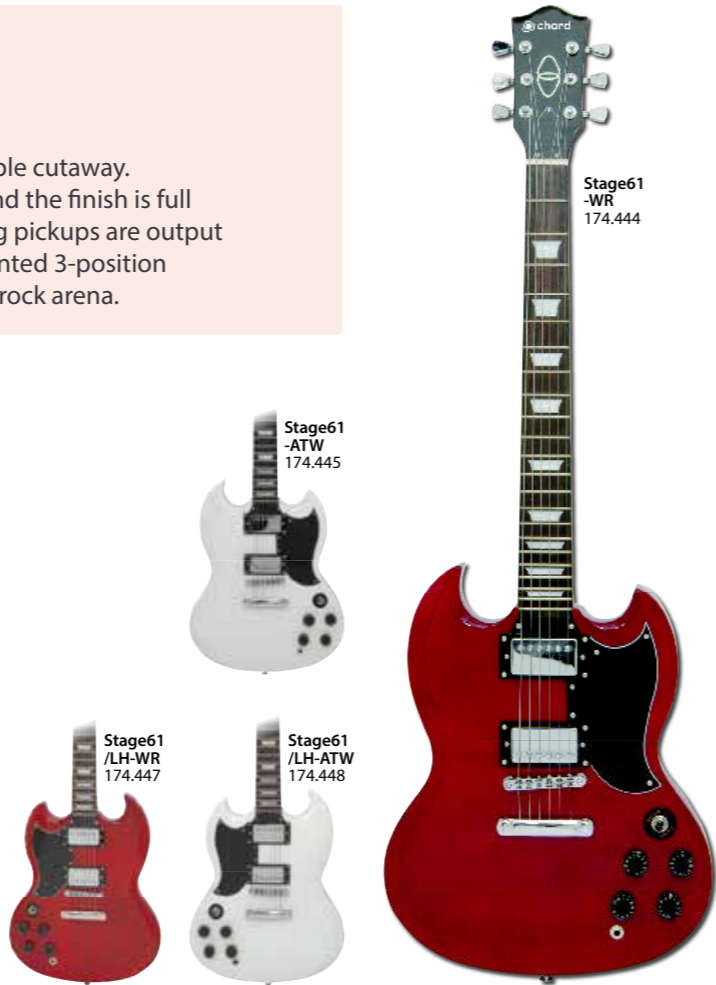 ble cutaway.
nd the finish is full
g pickups are output
nted 3-position
rock arena.
chord
Stage61
-WR
174.444
Stage61
-ATW
174.445
Stage61
/LH-WR
174.447
Stage61
/LH-ATW
174.448